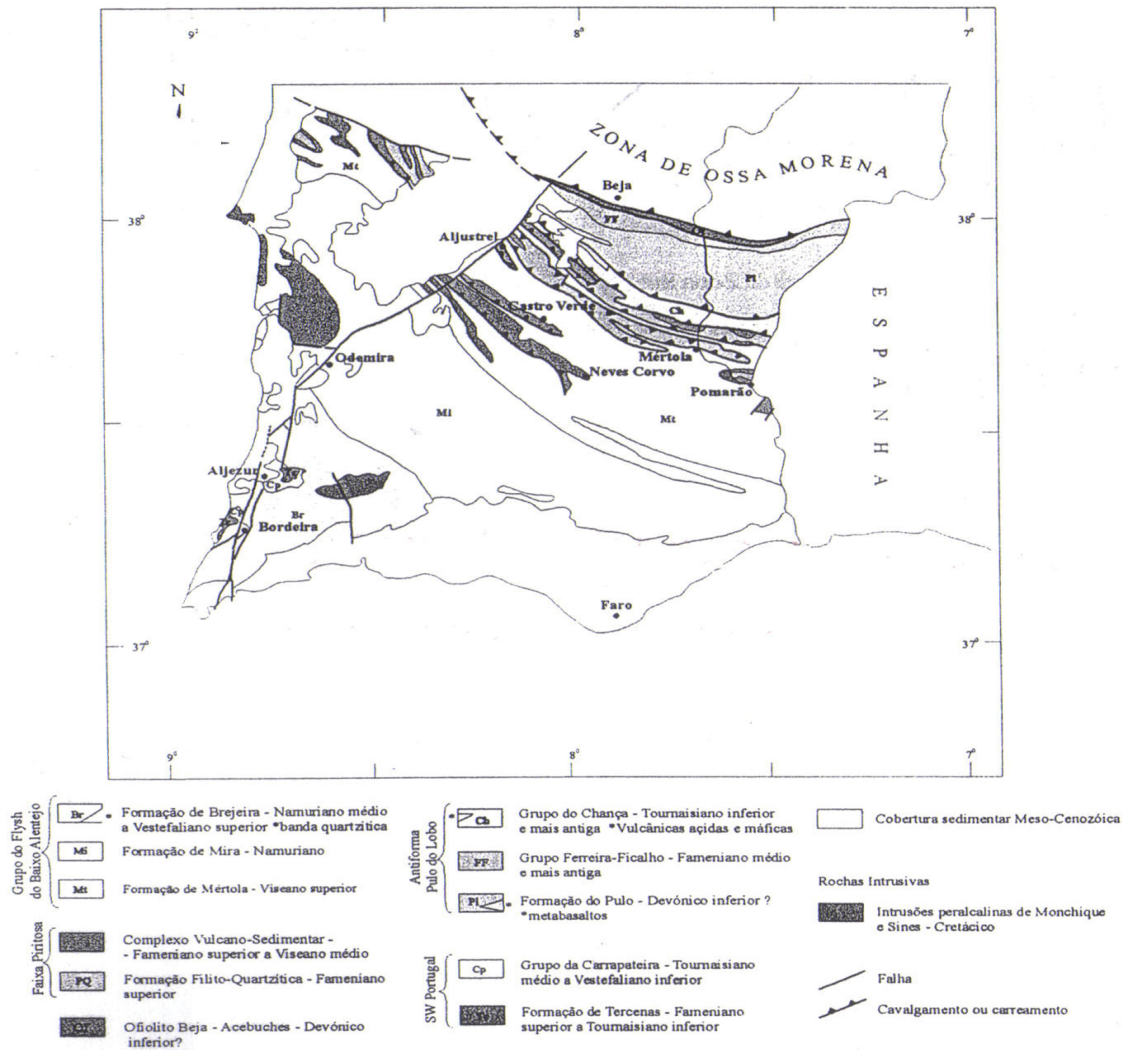 9°
8°
7°
N
ZONA DE OSSA MORENA
Mt
Beja
38°
38°
FF
Aljustrel
Pl
ESPANHA
Castro Verde
Ch
Odemira
Mértola
Neves Corvo
Pomarão
Mi
Mt
Aljezur
Cp
Br
Bordeira
Faro
37°
37°
9°
8°
7°
Grupo do Flysh
do Baixo Alentejo
Br
Formação de Brejeira - Namuriano médio
a Vestefaliano superior *banda quartzítica
Mi
Formação de Mira - Namuriano
Mt
Formação de Mértola - Viseano superior
Faixa Piritosa
Complexo Vulcano-Sedimentar -
- Fameniano superior a Viseano médio
PQ
Formação Filito-Quartzítica - Fameniano
superior
Ofiolito Beja - Acebuches - Devónico
inferior?
Antiforma
Pulo do Lobo
Ch
Grupo do Chança - Tournaisiano inferior
e mais antiga *Vulcânicas açidas e máficas
FF
Grupo Ferreira-Ficalho - Fameniano médio
e mais antiga
Pl
Formação do Pulo - Devónico inferior ?
*metabasaltos
SW Portugal
Cp
Grupo da Carrapateira - Tournaisiano
médio a Vestefaliano inferior
Formação de Tercenas - Fameniano
superior a Tournaisiano inferior
Cobertura sedimentar Meso-Cenozóica
Rochas Intrusivas
Intrusões peralcalinas de Monchique
e Sines - Cretácico
Falha
Cavalgamento ou carreamento